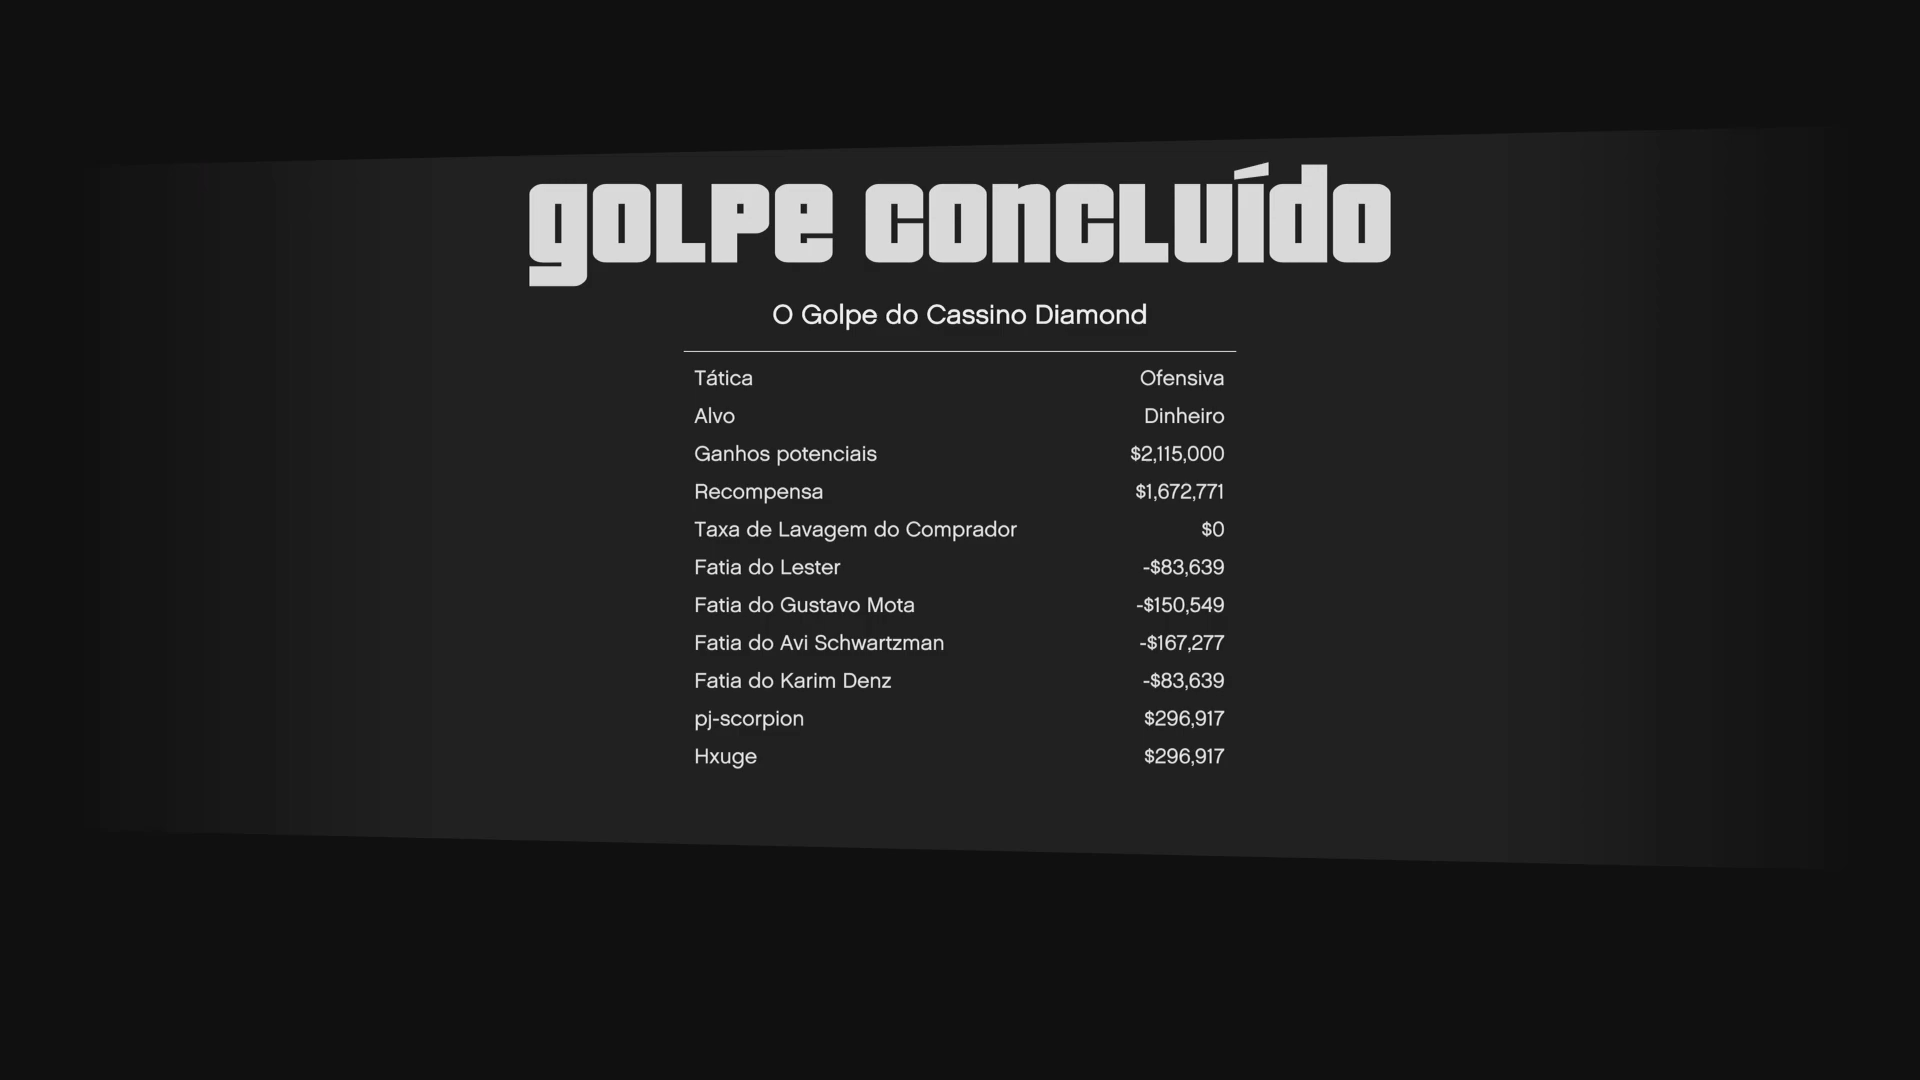 golpe concluído
O Golpe do Cassino Diamond
Tática Ofensiva
Alvo Dinheiro
Ganhos potenciais $2,115,000
Recompensa $1,672,771
Taxa de Lavagem do Comprador $0
Fatia do Lester -$83,639
Fatia do Gustavo Mota -$150,549
Fatia do Avi Schwartzman -$167,277
Fatia do Karim Denz -$83,639
pj-scorpion $296,917
Hxuge $296,917